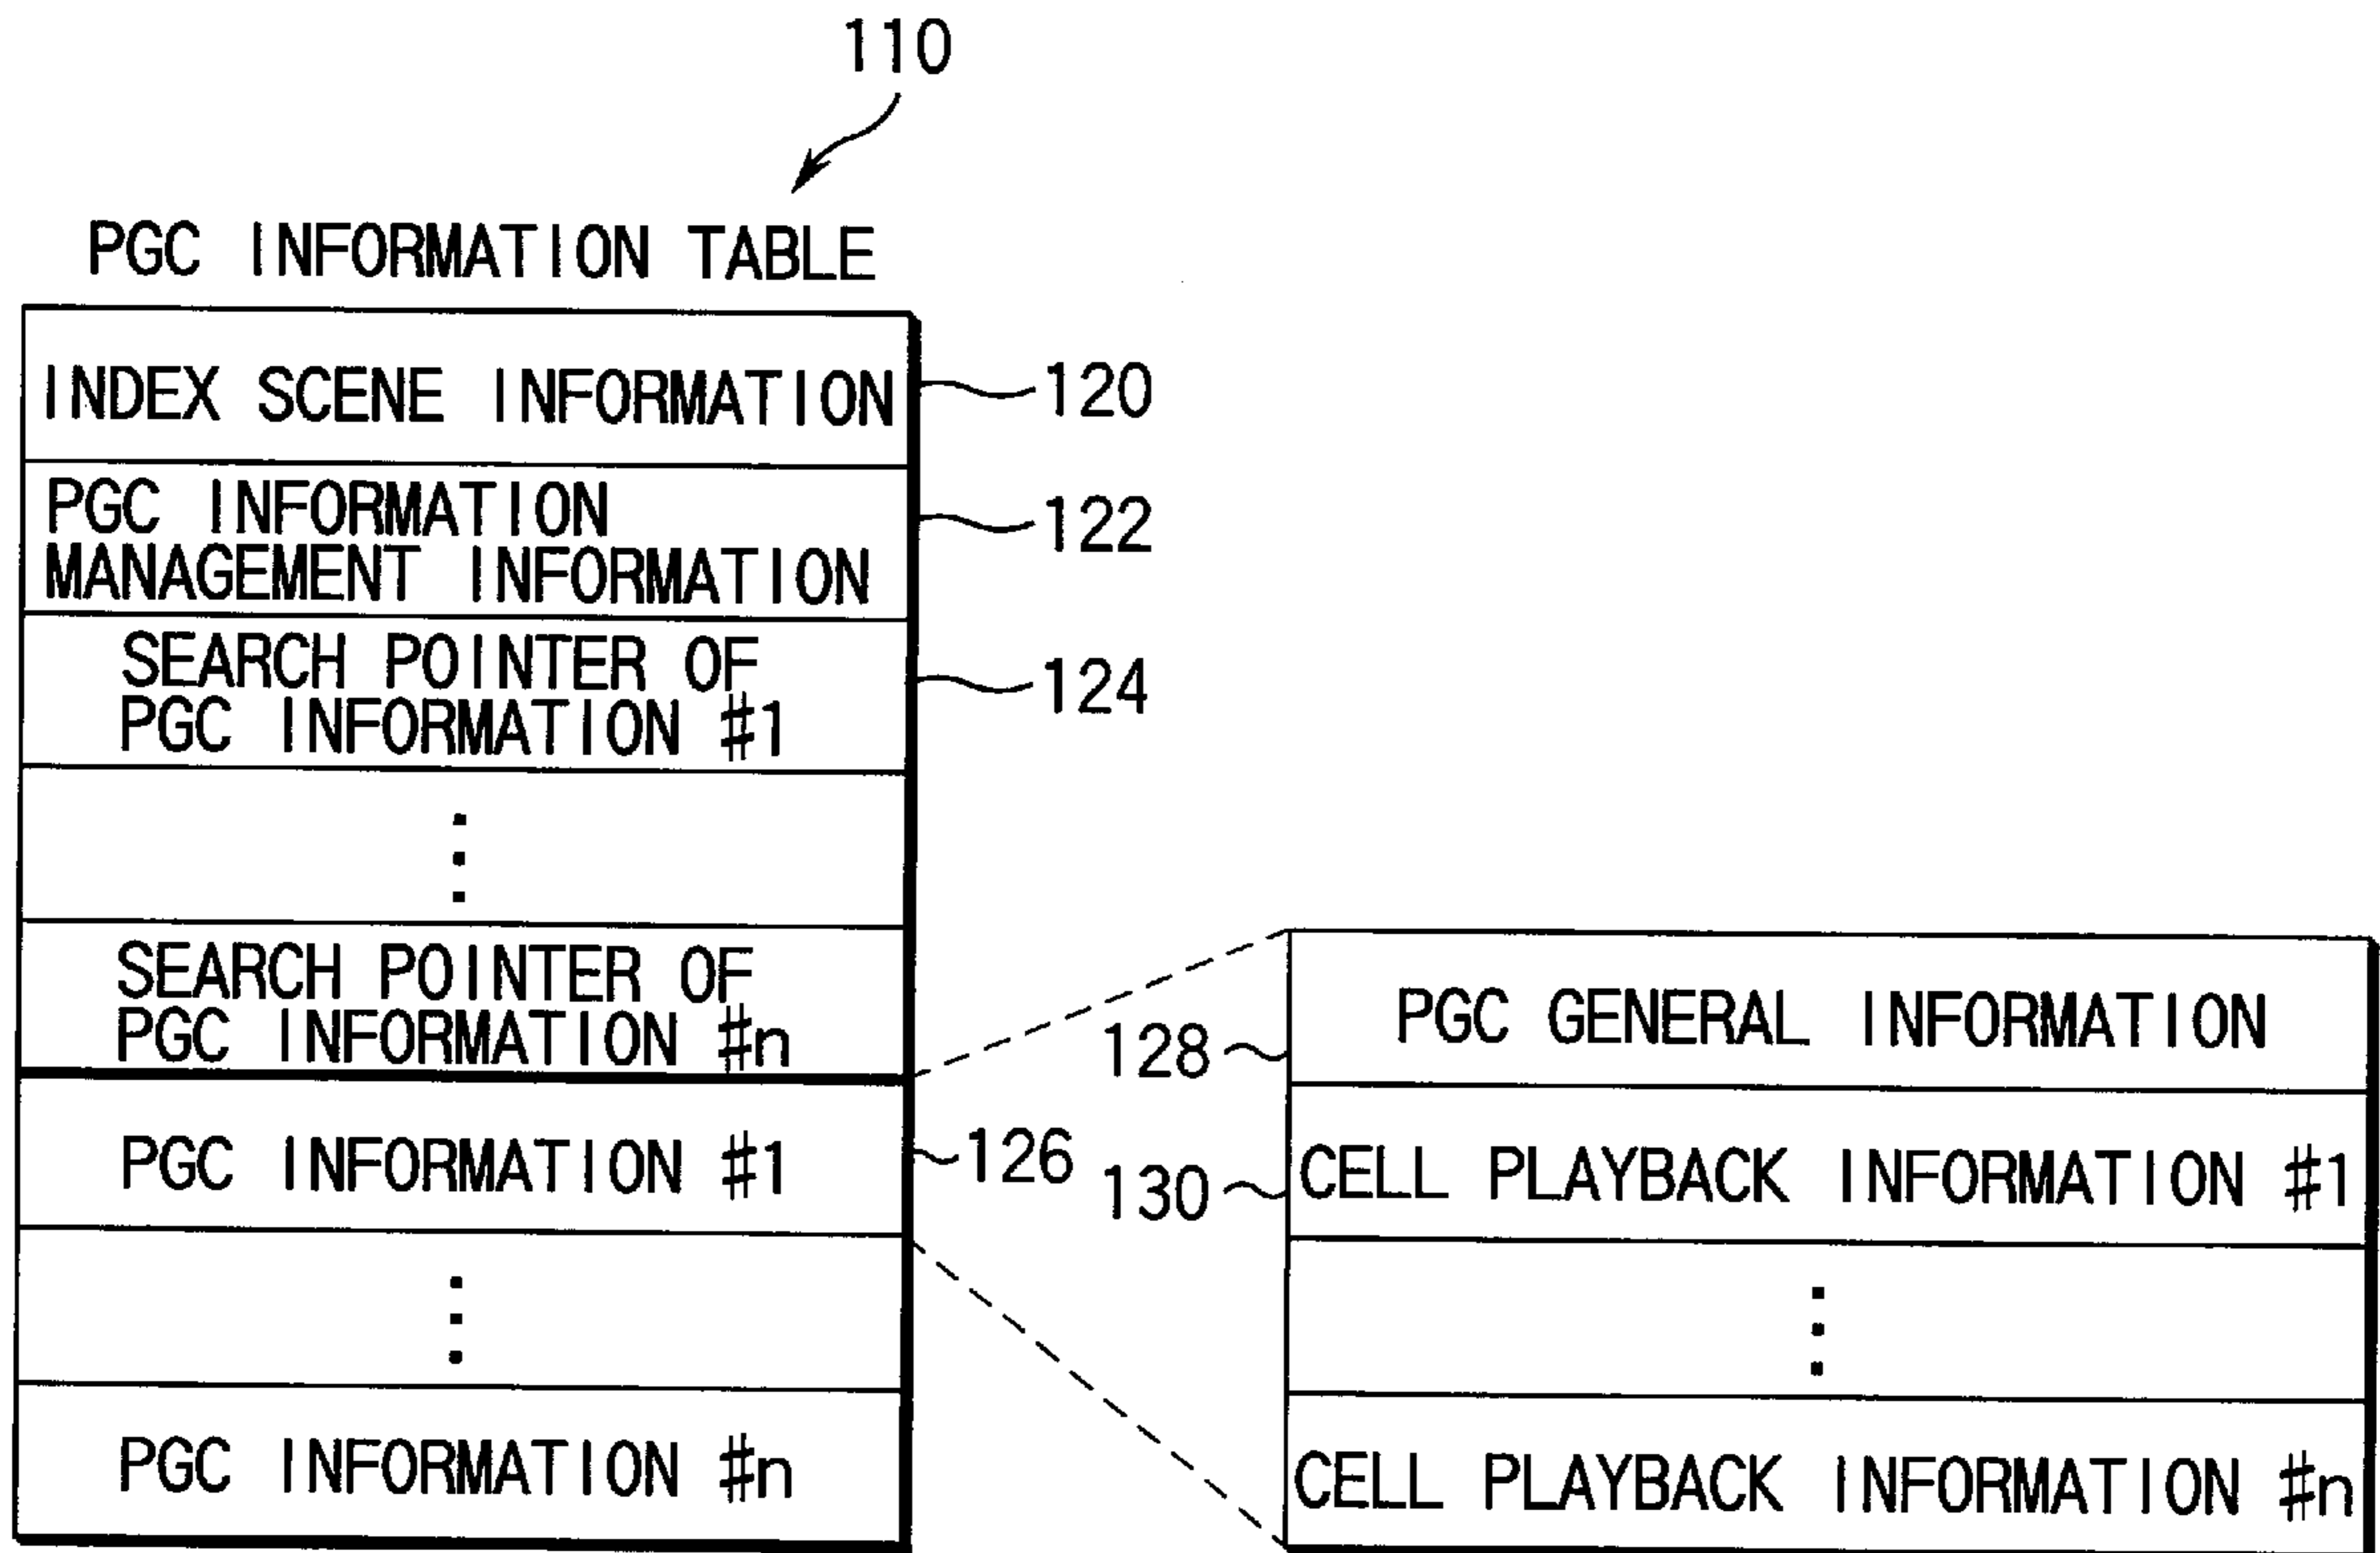 110
PGC INFORMATION TABLE
INDEX SCENE INFORMATION
120
PGC INFORMATION
MANAGEMENT INFORMATION
122
SEARCH POINTER OF
PGC INFORMATION #1
124
SEARCH POINTER OF
PGC INFORMATION #n
PGC INFORMATION #1
126
PGC INFORMATION #n
128
PGC GENERAL INFORMATION
130
CELL PLAYBACK INFORMATION #1
CELL PLAYBACK INFORMATION #n